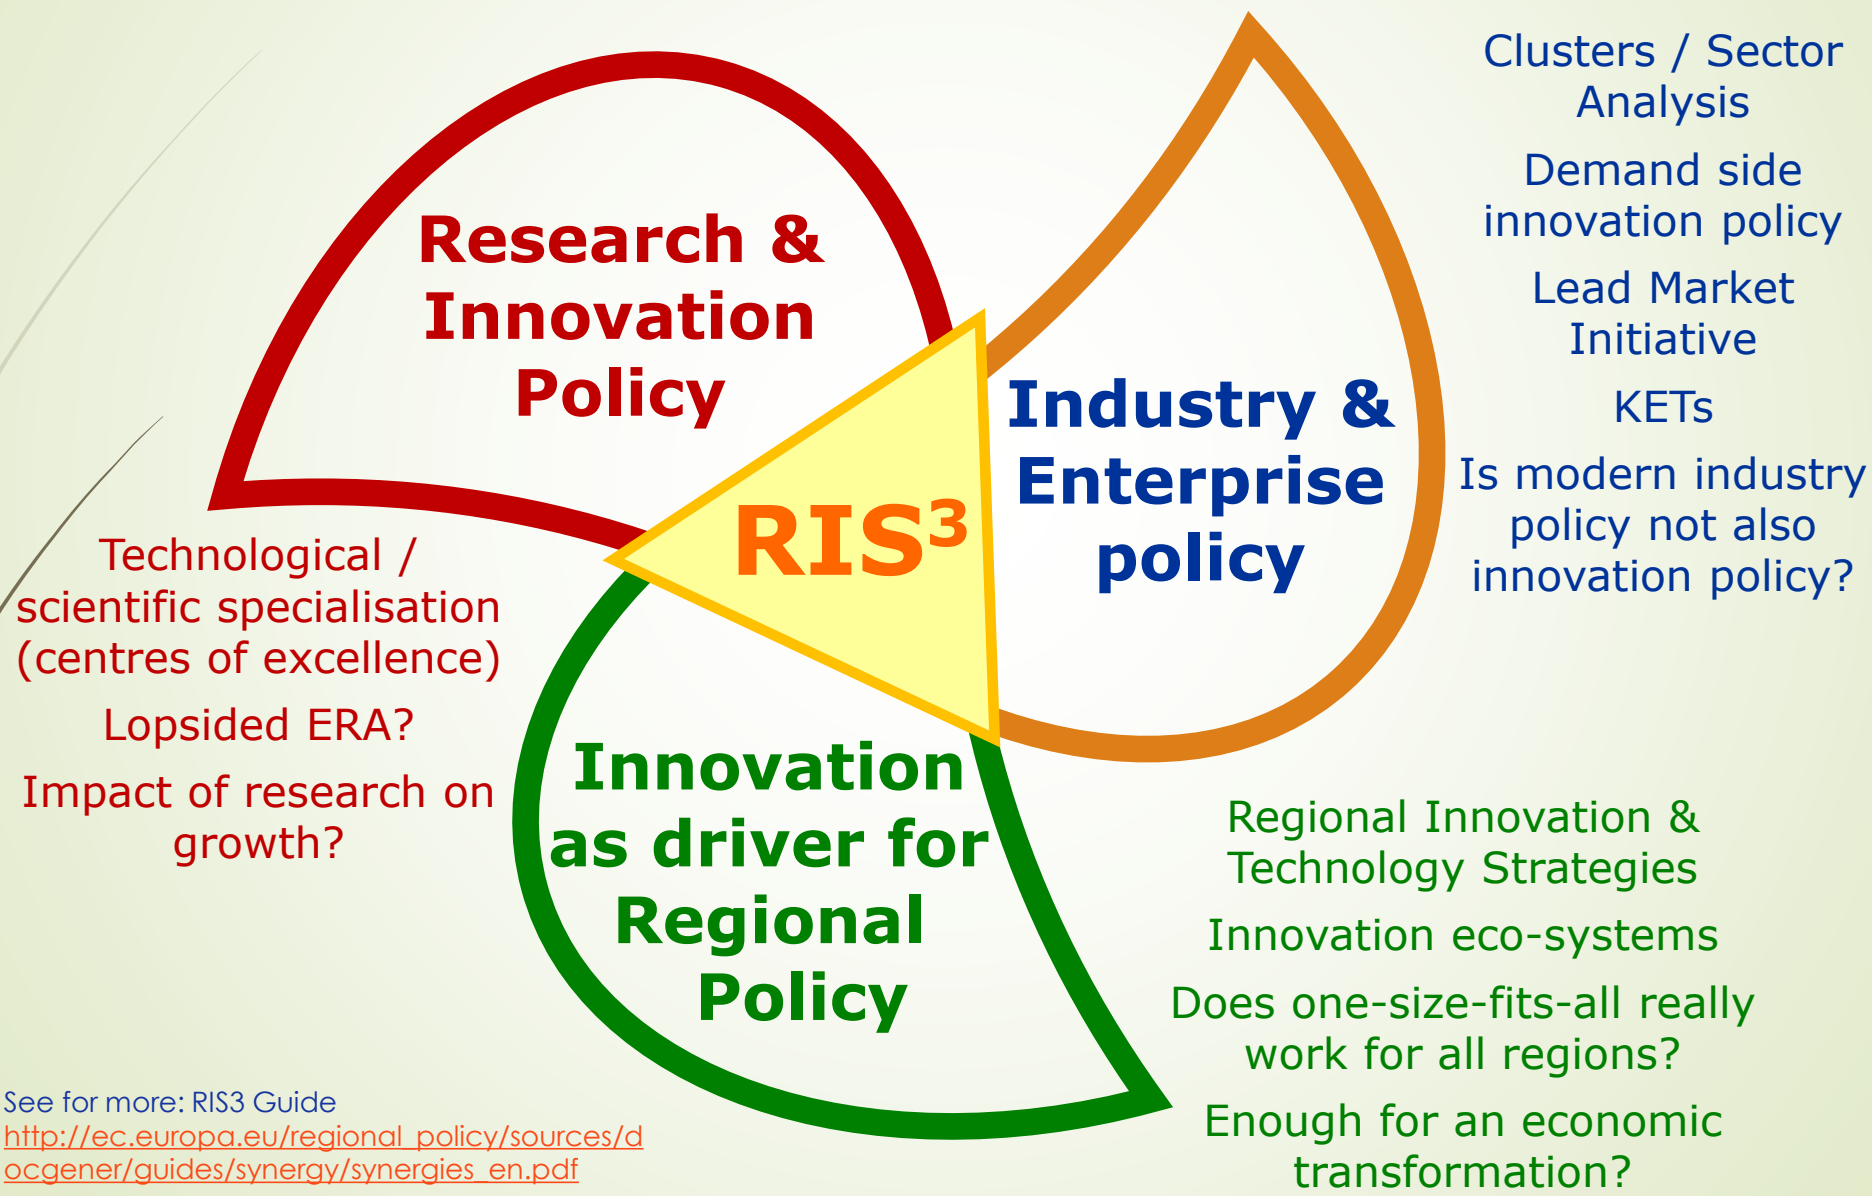 Research &
Innovation
Policy
Technological /
scientific specialisation
(centres of excellence)
Lopsided ERA?
Impact of research on
growth?
RIS³
Industry &
Enterprise
policy
Clusters / Sector
Analysis
Demand side
innovation policy
Lead Market
Initiative
KETs
Is modern industry
policy not also
innovation policy?
Innovation
as driver for
Regional
Policy
Regional Innovation &
Technology Strategies
Innovation eco-systems
Does one-size-fits-all really
work for all regions?
Enough for an economic
transformation?
See for more: RIS3 Guide
http://ec.europa.eu/regional_policy/sources/d
ocgener/guides/synergy/synergies_en.pdf